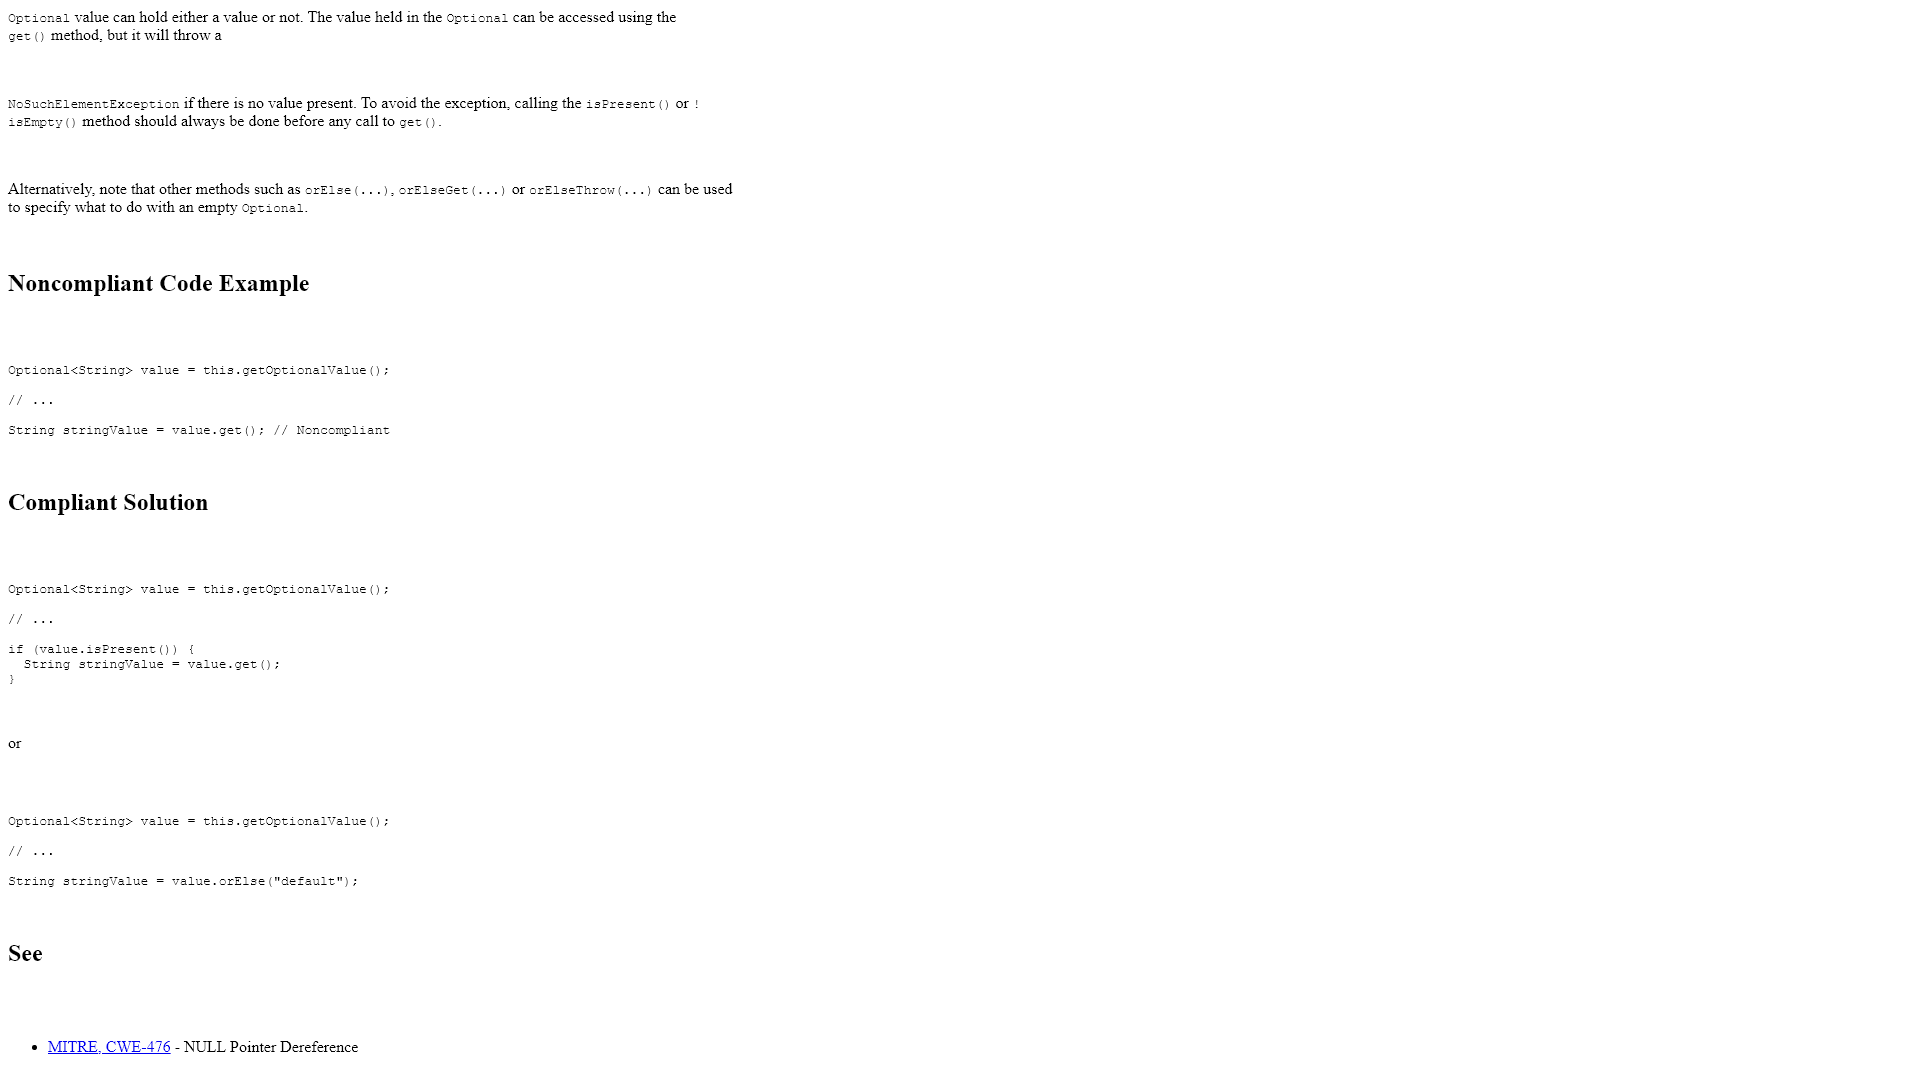 Optional value can hold either a value or not. The value held in the Optional can be accessed using the
get() method, but it will throw a
NoSuchElementException if there is no value present. To avoid the exception, calling the isPresent() or !
isEmpty() method should always be done before any call to get().
Alternatively, note that other methods such as orElse(...), orElseGet(...) or orElseThrow(...) can be used
to specify what to do with an empty Optional.
Noncompliant Code Example
Optional<String> value = this.getOptionalValue();
// ...
String stringValue = value.get(); // Noncompliant
Compliant Solution
Optional<String> value = this.getOptionalValue();
// ...
if (value.isPresent()) {
  String stringValue = value.get();
}
or
Optional<String> value = this.getOptionalValue();
// ...
String stringValue = value.orElse("default");
See
• MITRE, CWE-476 - NULL Pointer Dereference